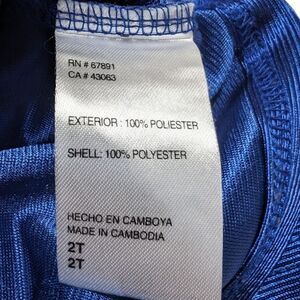 RN # 67891
CA # 43063
EXTERIOR : 100% POLIESTER
SHELL: 100% POLYESTER
HECHO EN CAMBOYA
MADE IN CAMBODIA
2T
2T